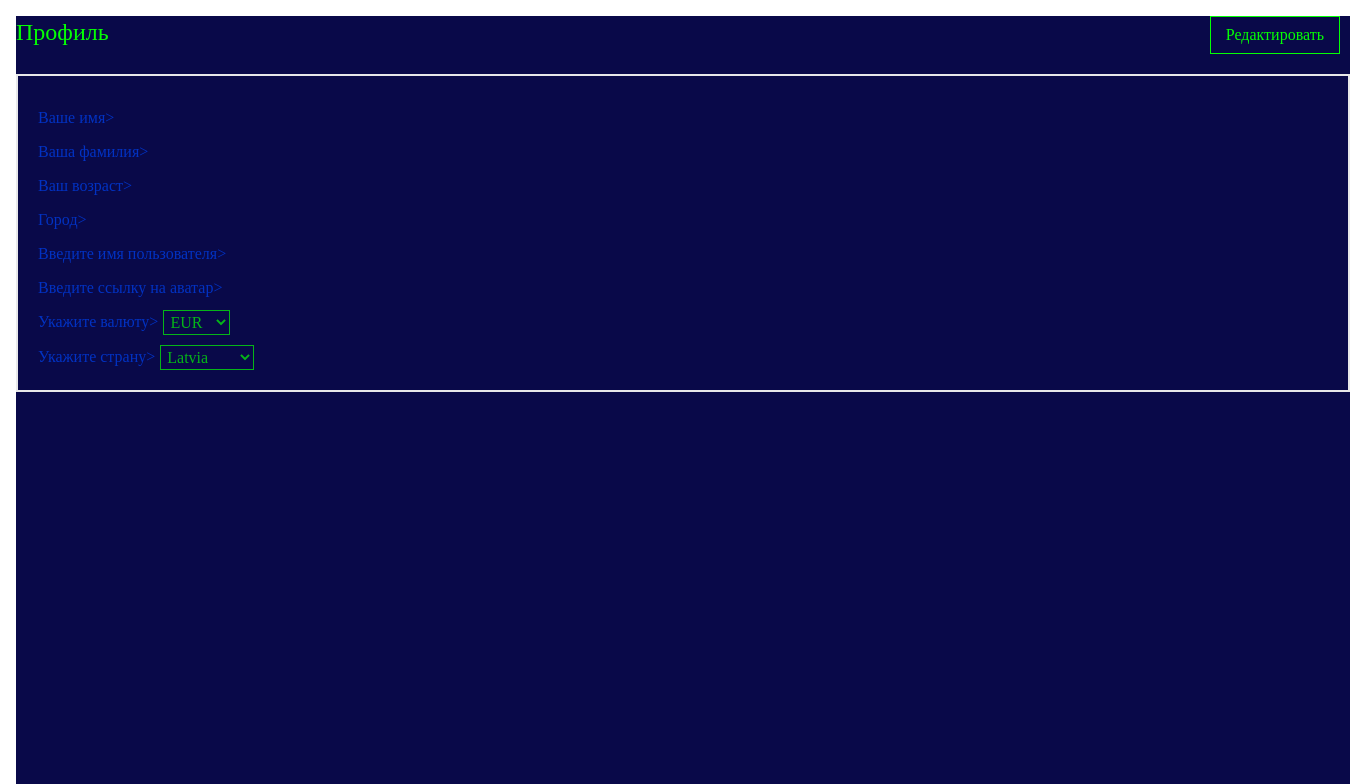 Профиль
Редактировать
Ваше имя>
Ваша фамилия>
Ваш возраст>
Город>
Введите имя пользователя>
Введите ссылку на аватар>
Укажите валюту> EUR
Укажите страну> Latvia